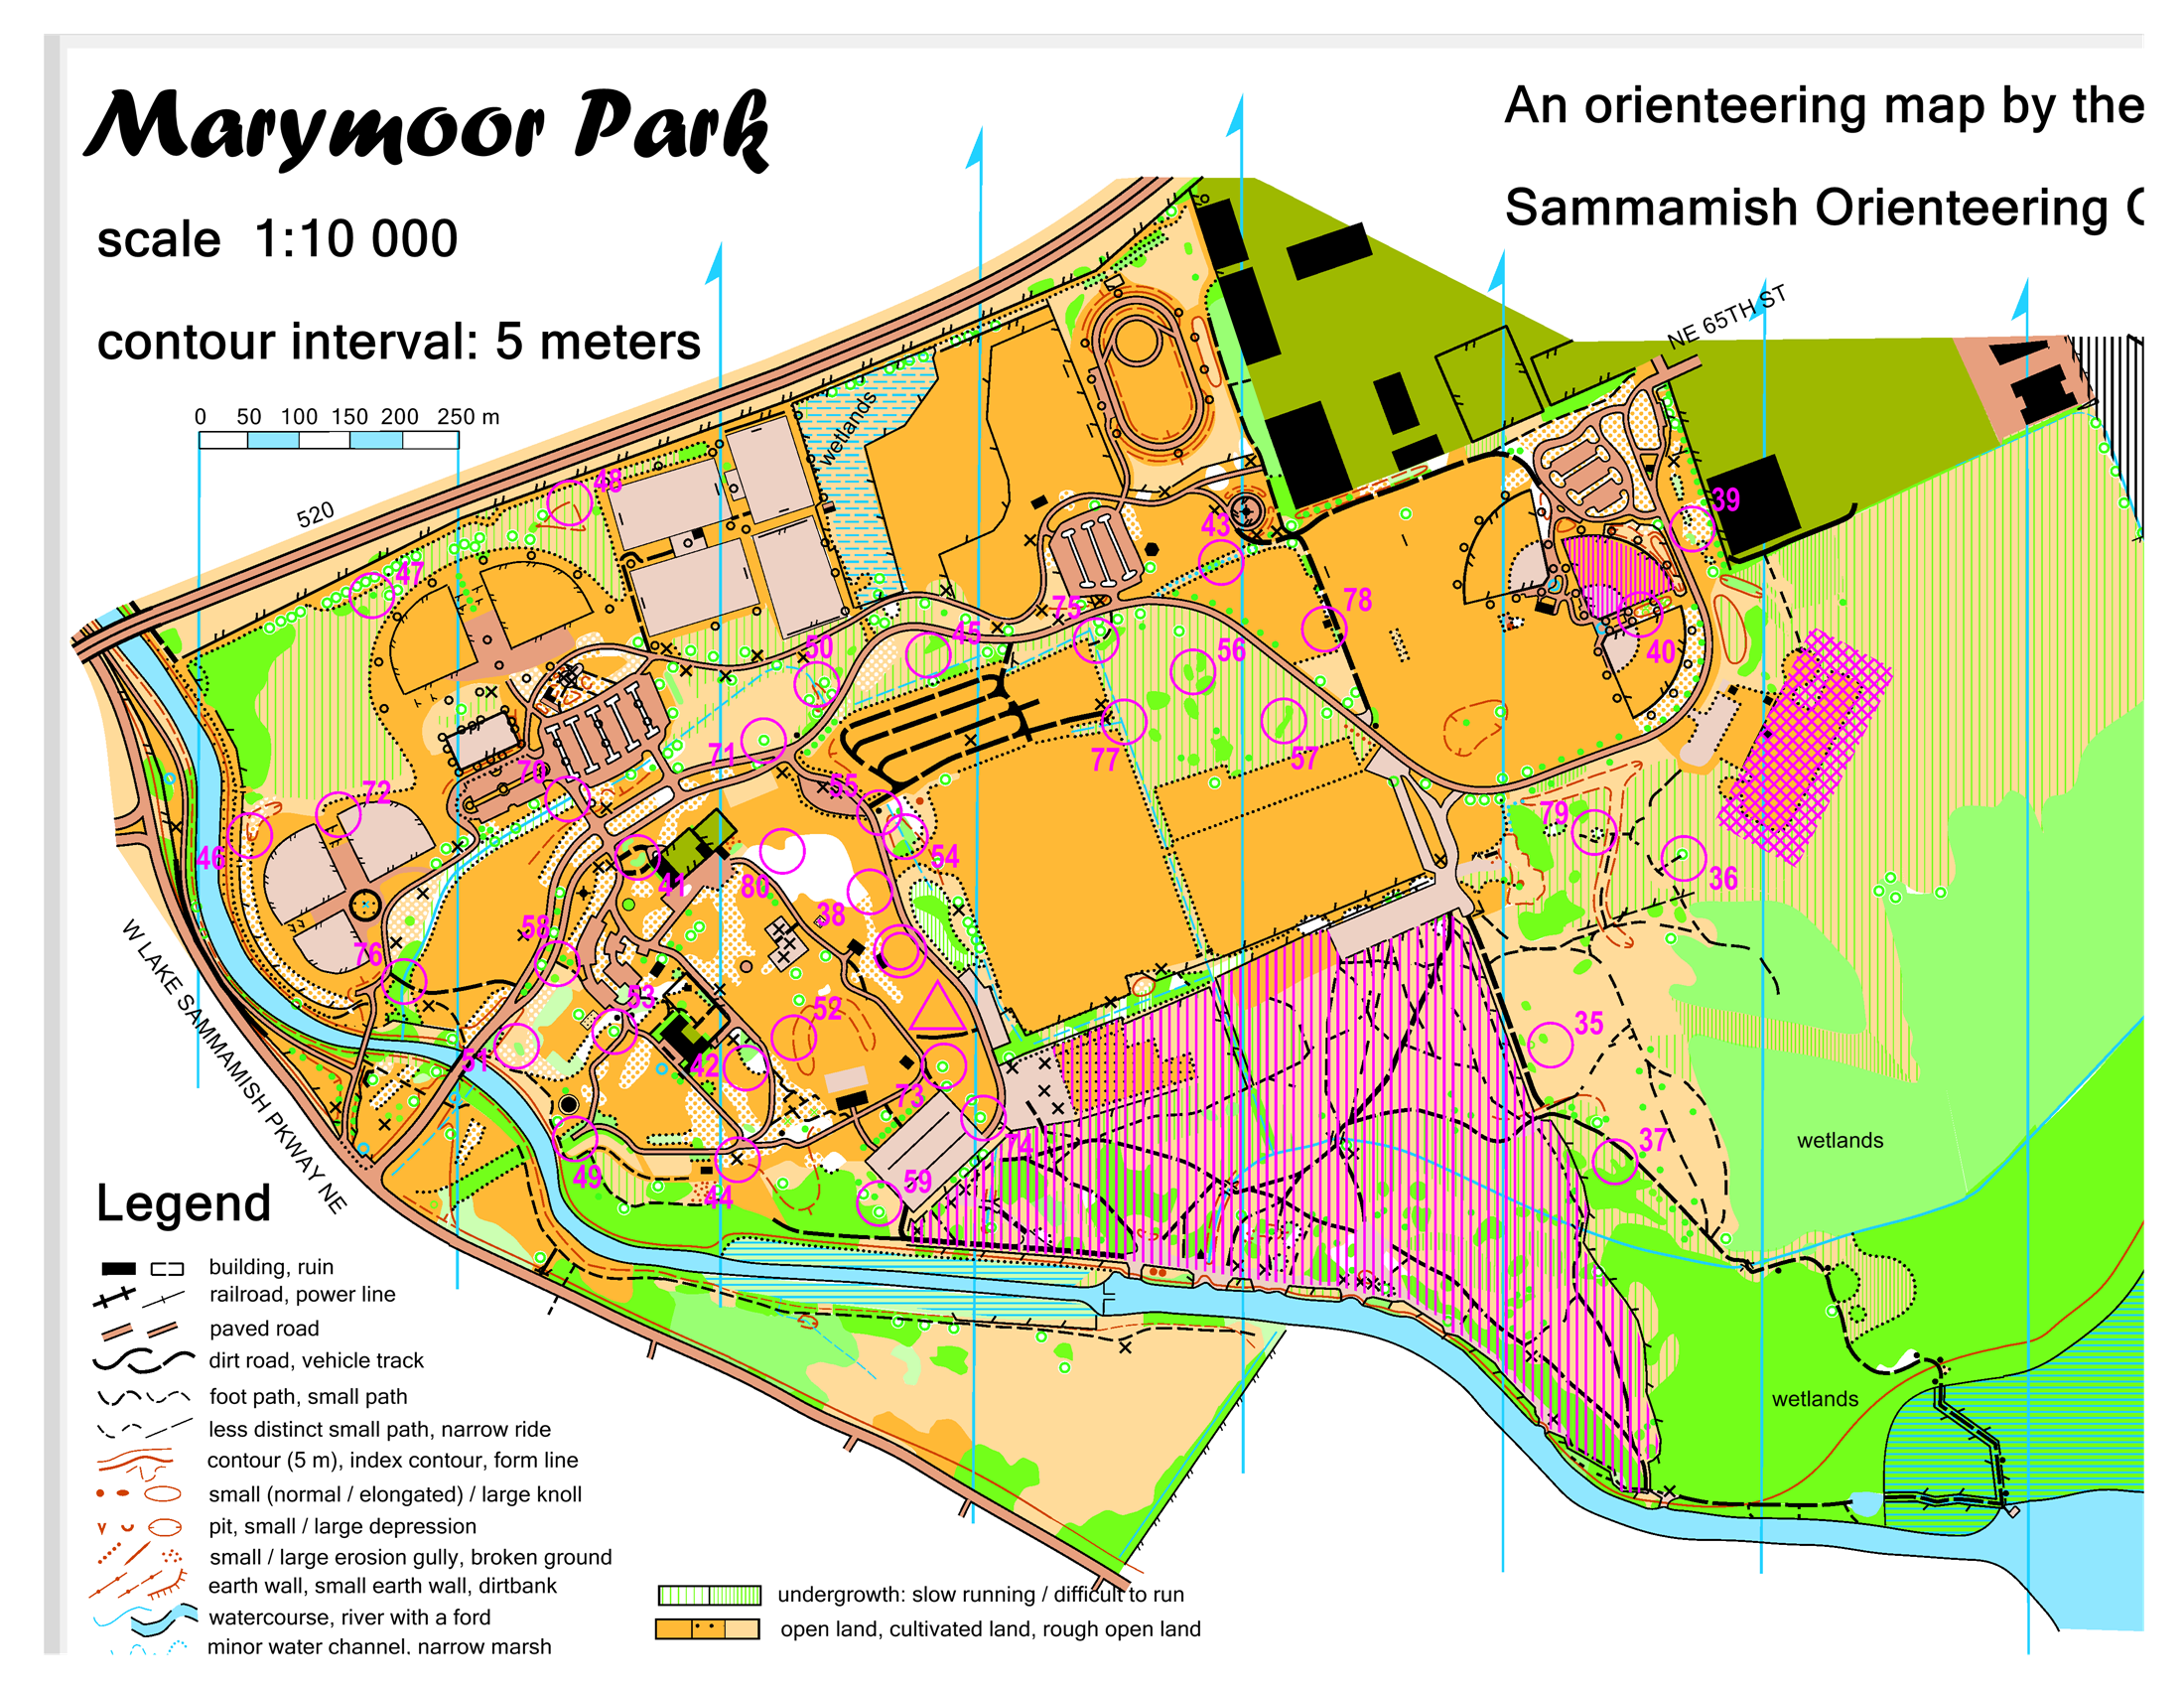 Marymoor Park
An orienteering map by the
scale 1:10 000
Sammamish Orienteering
contour interval: 5 meters
NE 65TH ST
0 50 100 150 200 250 m
wetlands
520
48
39
43
47
78
75
40
50
45
56
71
57
77
70
72
55
79
46
54
36
41
80
38
58
76
W LAKE SAMMAMISH PKWAY NE
53
52
35
51
42
73
74
37
wetlands
49
44
59
Legend
building, ruin
railroad, power line
paved road
dirt road, vehicle track
foot path, small path
wetlands
less distinct small path, narrow ride
contour (5 m), index contour, form line
small (normal / elongated) / large knoll
pit, small / large depression
small / large erosion gully, broken ground
earth wall, small earth wall, dirtbank
undergrowth: slow running / difficult to run
watercourse, river with a ford
open land, cultivated land, rough open land
minor water channel, narrow marsh